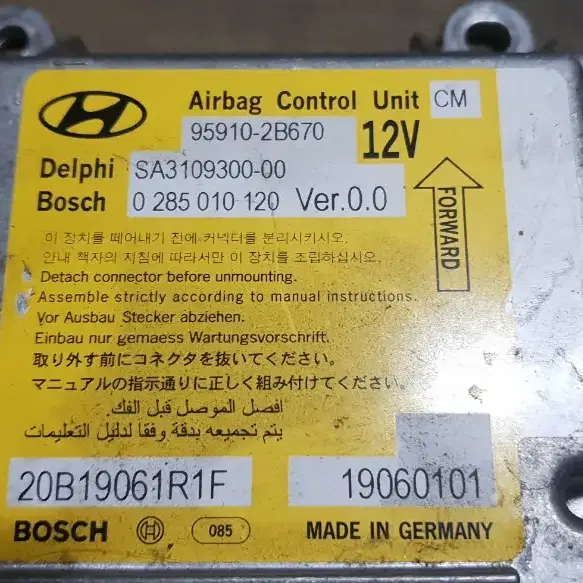 Airbag Control Unit CM
95910-2B670 12V
Delphi SA3109300-00
Bosch 0 285 010 120 Ver.0.0
FORWARD
이 장치를 떼어내기 전에 커넥터를 분리시키시오.
안내 책자의 지침에 따라서만 이 장치를 조립하십시오.
Detach connector before unmounting.
Assemble strictly according to manual instructions.
Vor Ausbau Stecker abziehen.
Einbau nur gemaess Wartungsvorschrift.
取り外す前にコネクタを抜いてください。
マニュアルの指示通りに正しく組み付けてください。
افصل الموصل قبل الفك.
يتم تجميعه بدقة وفقا لدليل التعليمات
20B19061R1F 19060101
BOSCH 085 MADE IN GERMANY